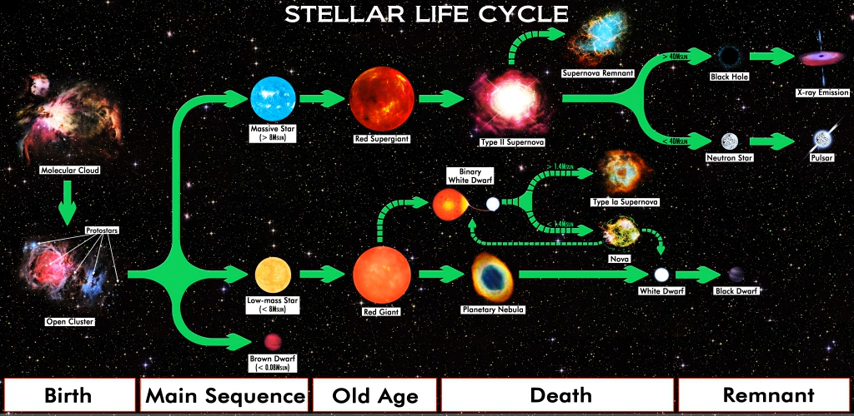 STELLAR LIFE CYCLE
Supernova Remnant
> 40MSUN
Black Hole
X-ray Emission
Massive Star
(> 8MSUN)
Red Supergiant
Type II Supernova
< 40MSUN
Neutron Star
Pulsar
Molecular Cloud
Binary
White Dwarf
> 1.4MSUN
Type Ia Supernova
Protostars
< 1.4MSUN
Nova
Open Cluster
Low-mass Star
(< 8MSUN)
Red Giant
Planetary Nebula
White Dwarf
Black Dwarf
Brown Dwarf
(< 0.08MSUN)
Birth
Main Sequence
Old Age
Death
Remnant